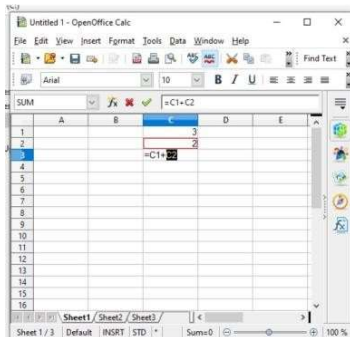 Untitled 1 - OpenOffice Calc
File Edit View Insert Format Tools Data Window Help
Find Text
Arial 10 B I U
SUM =C1+C2
A B C D E
1 3
2 2
3 =C1+C2
4
5
6
7
8
9
10
11
12
13
14
15
16
Sheet1 Sheet2 Sheet3
Sheet 1 / 3 Default INSRT STD * Sum=0 100 %